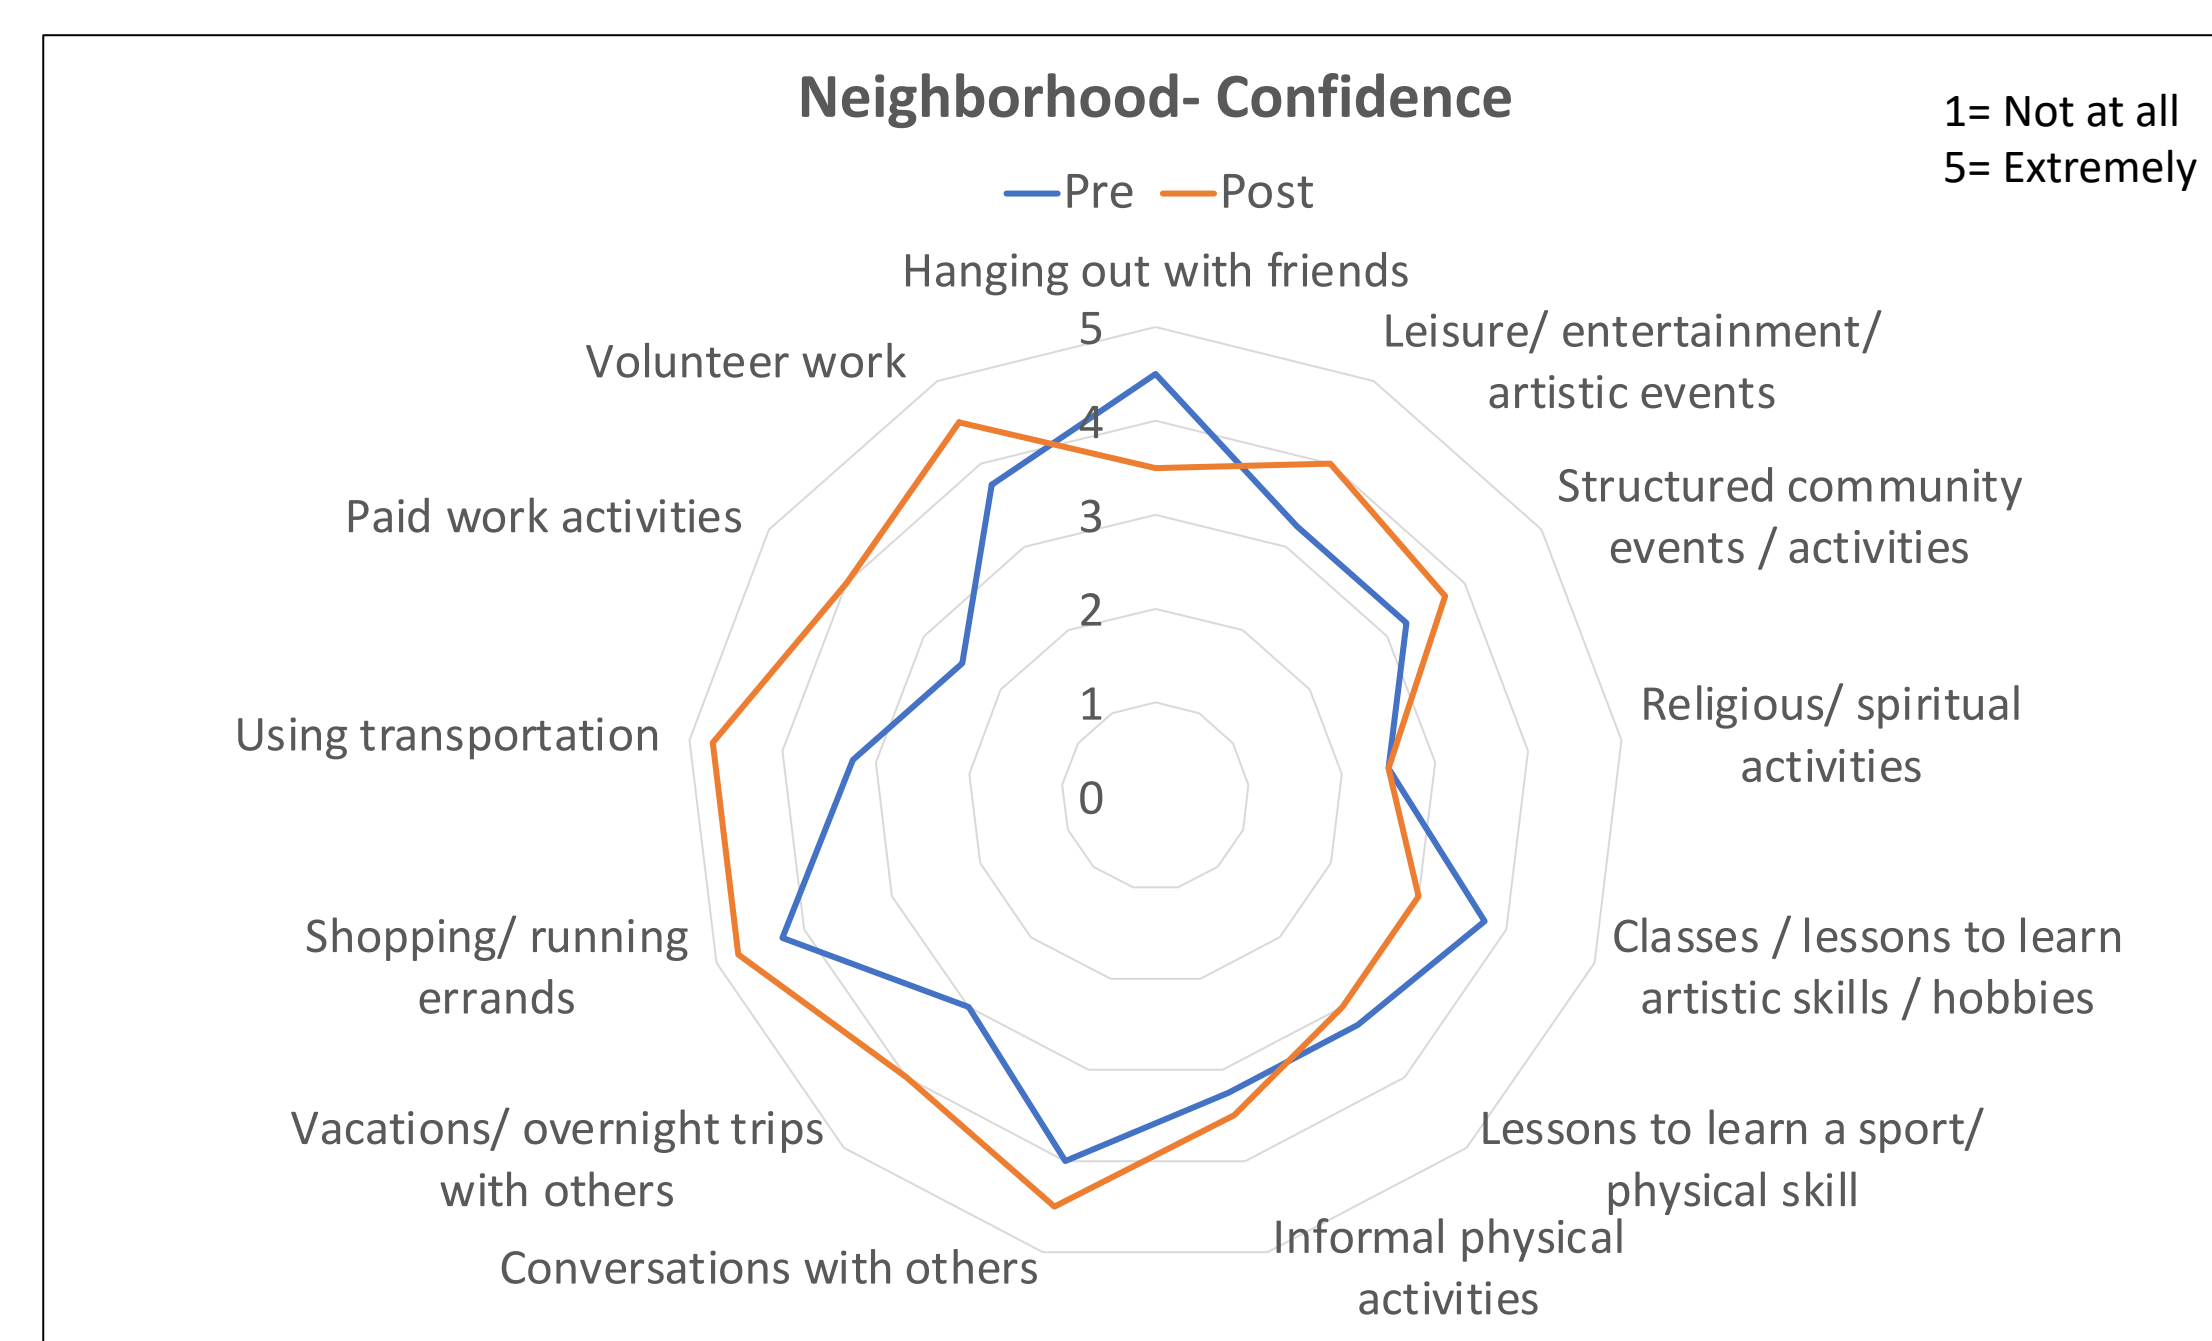 Neighborhood- Confidence
1= Not at all
5= Extremely
Pre Post
Hanging out with friends
Leisure/ entertainment/
artistic events
Structured community
events / activities
Religious/ spiritual
activities
Classes / lessons to learn
artistic skills / hobbies
Lessons to learn a sport/
physical skill
Informal physical
activities
Conversations with others
Vacations/ overnight trips
with others
Shopping/ running
errands
Using transportation
Paid work activities
Volunteer work
5
4
3
2
1
0